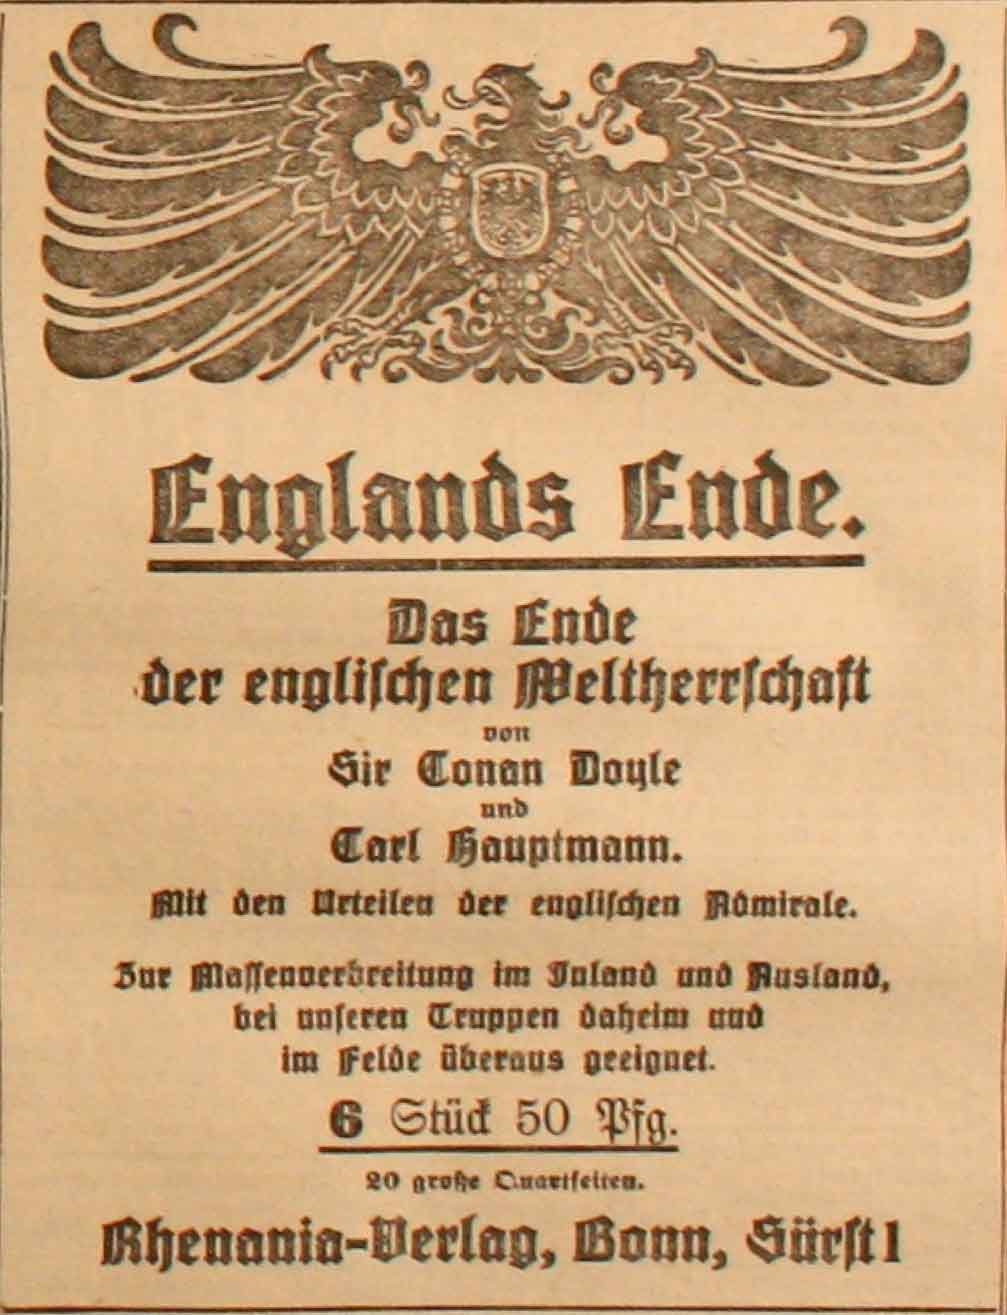 Englands Ende.
Das Ende
der englischen Weltherrschaft
von
Sir Conan Doyle
und
Carl Hauptmann.
Mit den Urteilen der englischen Admirale.
Zur Massenverbreitung im Inland und Ausland,
bei unseren Truppen daheim und
im Felde überaus geeignet.
6 Stück 50 Pfg.
20 große Quartseiten.
Rhenania-Verlag, Bonn, Sürst 1